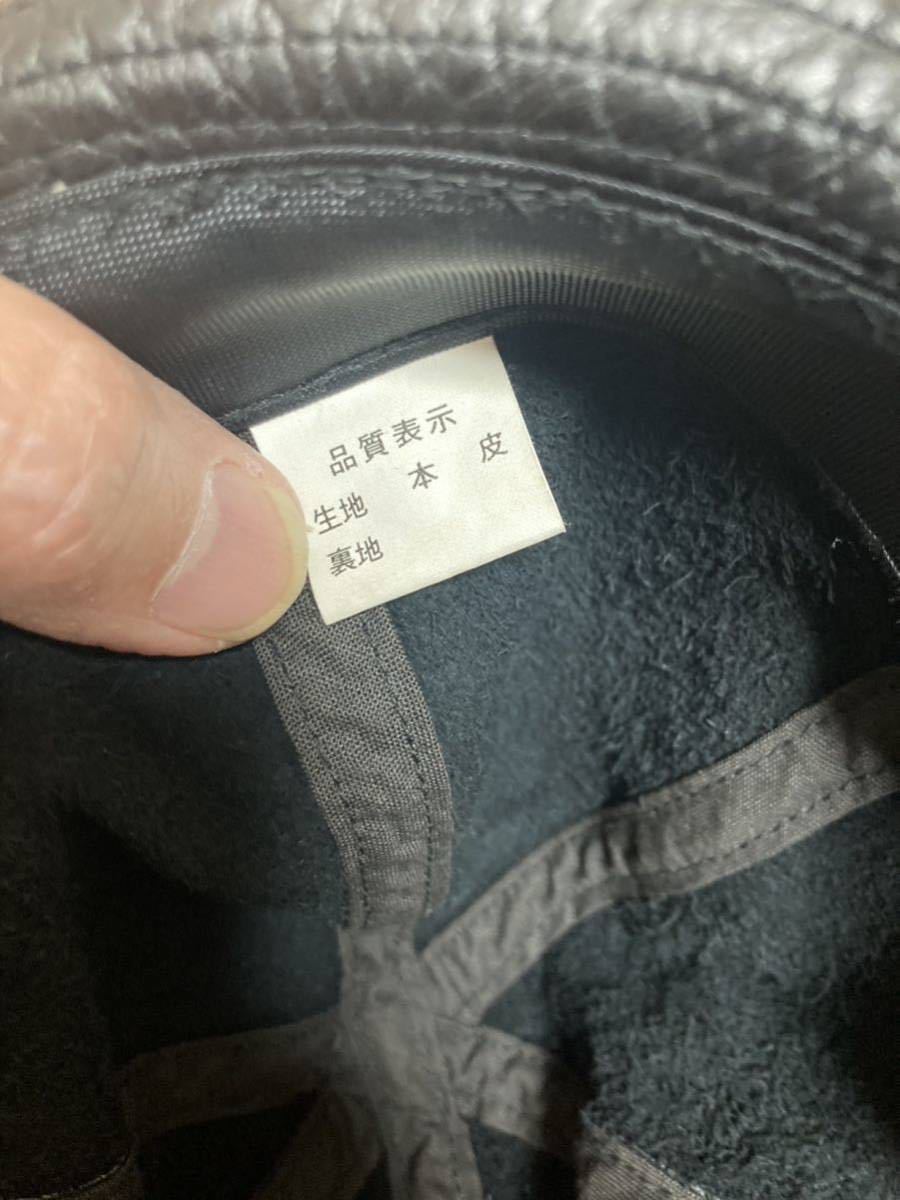 品質表示
生地 本皮
裏地